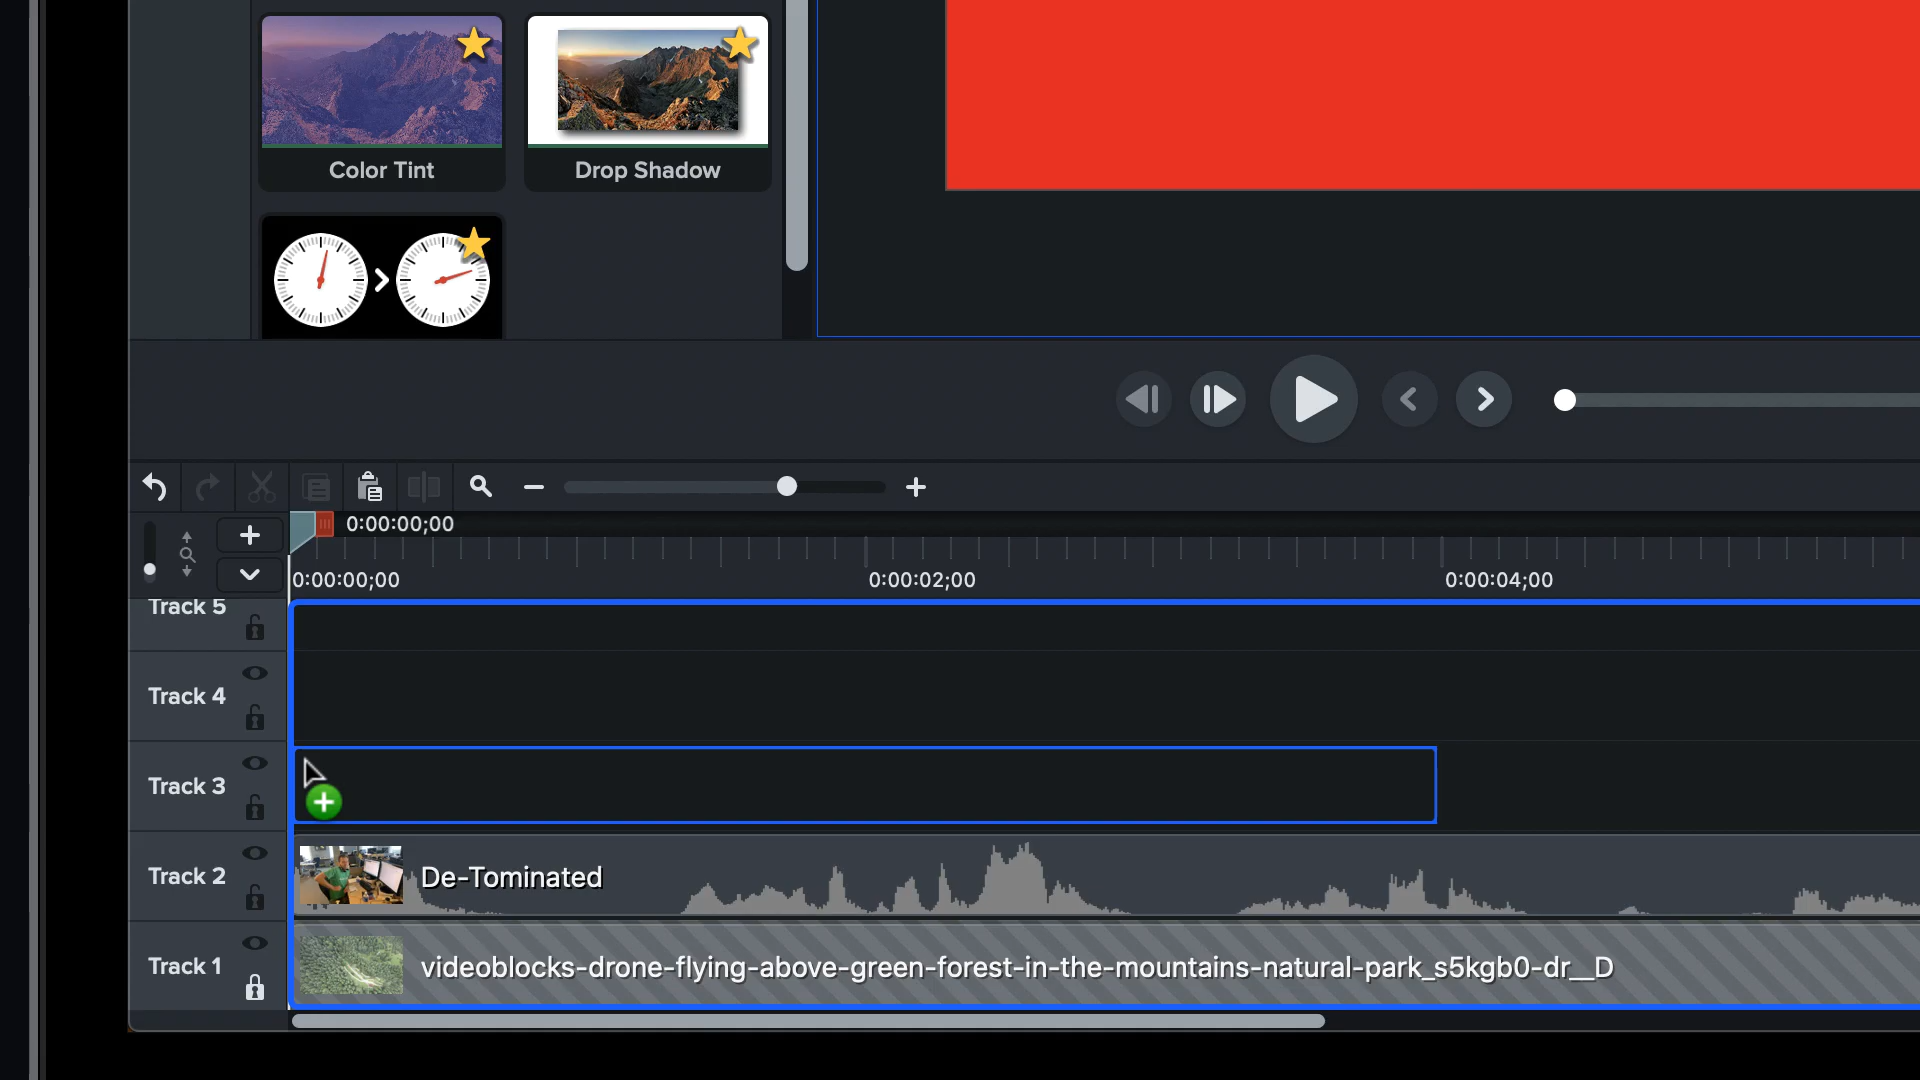 Color Tint
Drop Shadow
0:00:00;00
0:00:00;00
0:00:02;00
0:00:04;00
Track 5
Track 4
Track 3
Track 2
De-Tominated
Track 1
videoblocks-drone-flying-above-green-forest-in-the-mountains-natural-park_s5kgb0-dr__D